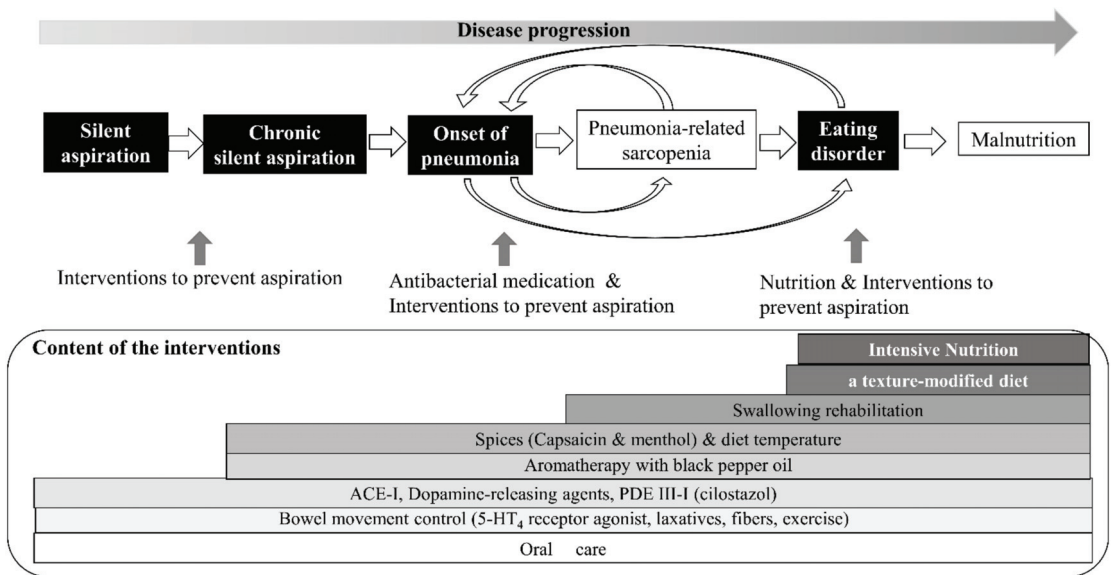 Disease progression
Silent
aspiration
Chronic
silent aspiration
Onset of
pneumonia
Pneumonia-related
sarcopenia
Eating
disorder
Malnutrition
Interventions to prevent aspiration
Antibacterial medication &
Interventions to prevent aspiration
Nutrition & Interventions to
prevent aspiration
Content of the interventions
Intensive Nutrition
a texture-modified diet
Swallowing rehabilitation
Spices (Capsaicin & menthol) & diet temperature
Aromatherapy with black pepper oil
ACE-I, Dopamine-releasing agents, PDE III-I (cilostazol)
Bowel movement control (5-HT₄ receptor agonist, laxatives, fibers, exercise)
Oral care